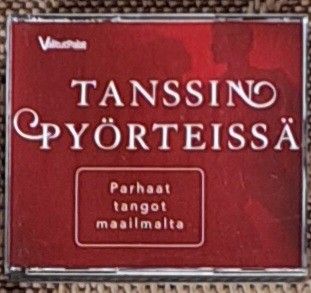 Valitut Palat
TANSSIN
PYÖRTEISSÄ
Parhaat
tangot
maailmalta